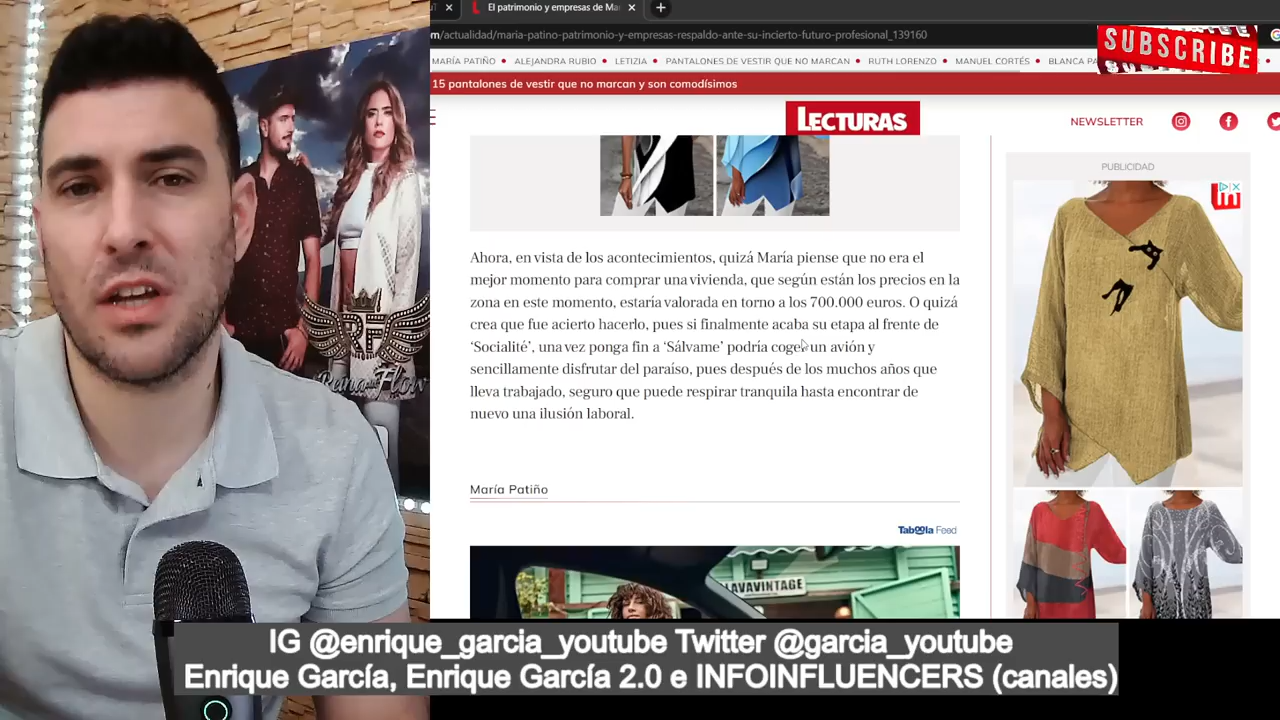 El patrimonio y empresas de Ma
om/actualidad/maria-patino-patrimonio-y-empresas-respaldo-ante-su-incierto-futuro-profesional_139160
SUBSCRIBE
MARÍA PATIÑO • ALEJANDRA RUBIO • LETIZIA • PANTALONES DE VESTIR QUE NO MARCAN • RUTH LORENZO • MANUEL CORTÉS • BLANCA PA
15 pantalones de vestir que no marcan y son comodísimos
LECTURAS
NEWSLETTER
PUBLICIDAD
Ahora, en vista de los acontecimientos, quizá María piense que no era el
mejor momento para comprar una vivienda, que según están los precios en la
zona en este momento, estaría valorada en torno a los 700.000 euros. O quizá
crea que fue acierto hacerlo, pues si finalmente acaba su etapa al frente de
‘Socialité’, una vez ponga fin a ‘Sálvame’ podría coger un avión y
sencillamente disfrutar del paraíso, pues después de los muchos años que
lleva trabajado, seguro que puede respirar tranquila hasta encontrar de
nuevo una ilusión laboral.
María Patiño
Taboola Feed
LAVAVINTAGE
RF
Rana Flow
IG @enrique_garcia_youtube Twitter @garcia_youtube
Enrique García, Enrique García 2.0 e INFOINFLUENCERS (canales)